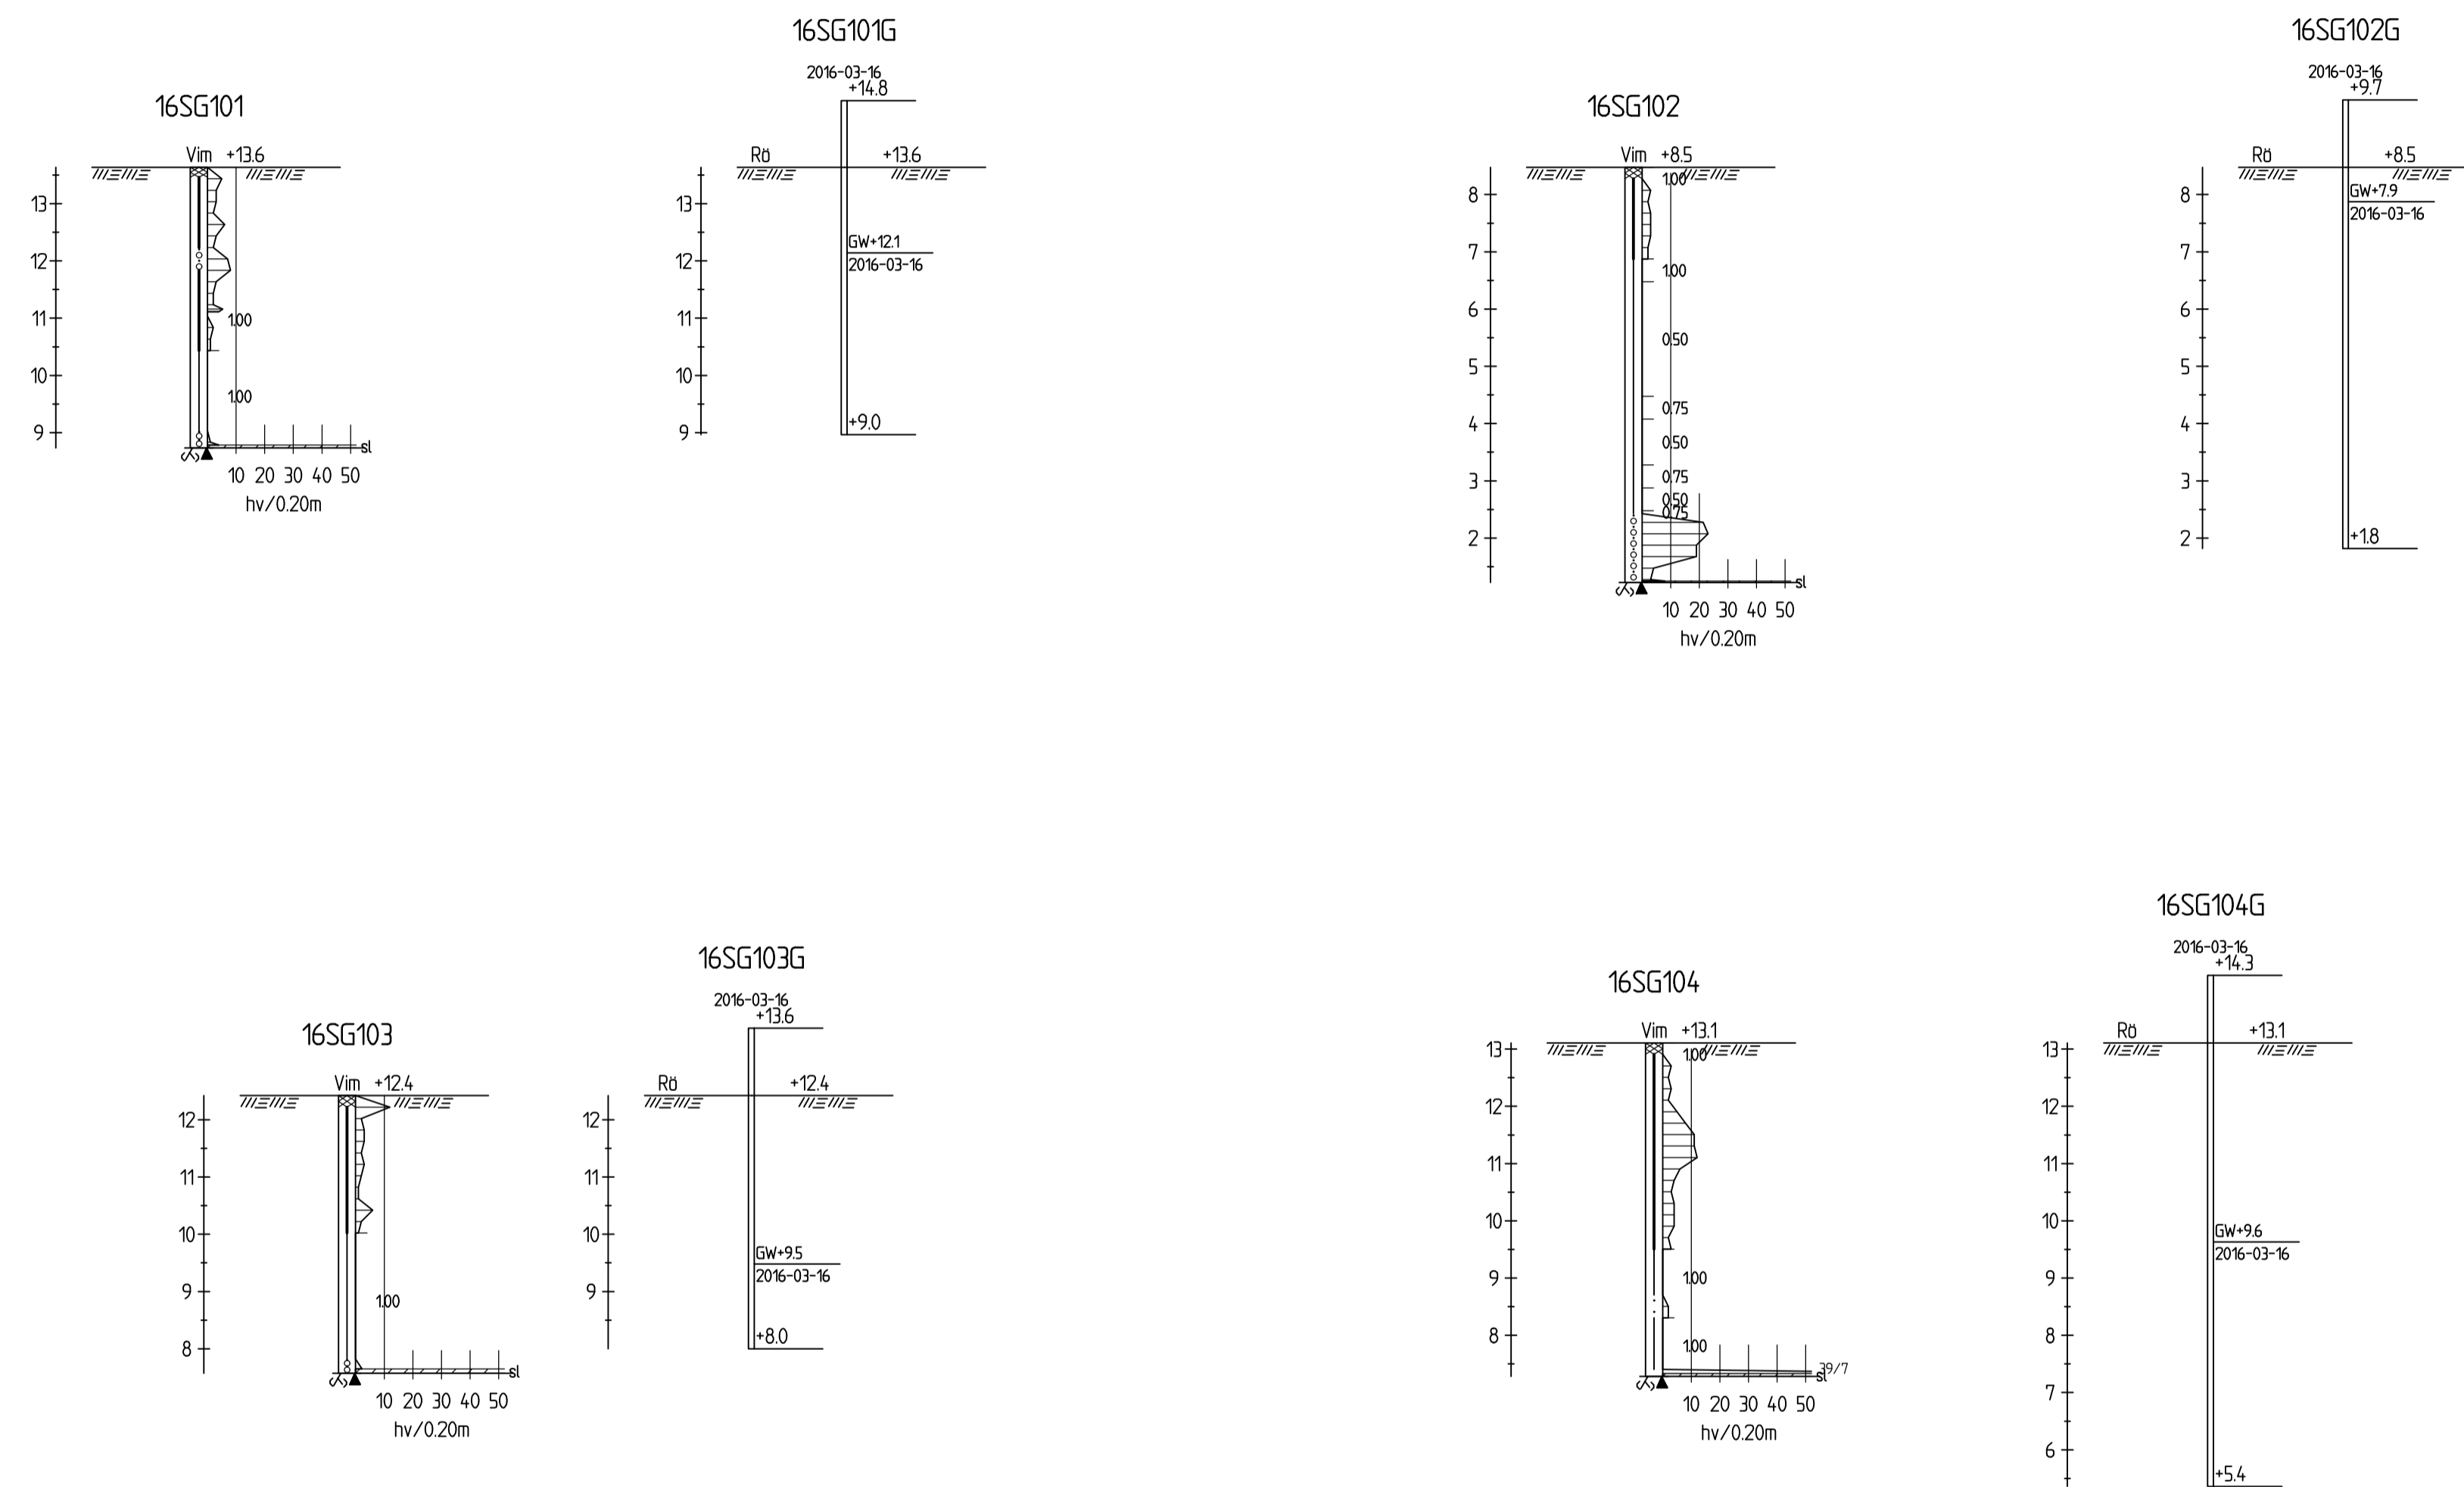 16SG101
Vim +13.6
13
12
11
10
9
1.00
1.00
sl
10 20 30 40 50
hv/0.20m
16SG101G
2016-03-16
+14.8
Rö +13.6
13
12
11
10
9
GW+12.1
2016-03-16
+9.0
16SG102
Vim +8.5
8
7
6
5
4
3
2
1.00
1.00
0.50
0.75
0.50
0.75
0.50
0.75
sl
10 20 30 40 50
hv/0.20m
16SG102G
2016-03-16
+9.7
Rö +8.5
8
7
6
5
4
3
2
GW+7.9
2016-03-16
+1.8
16SG103
Vim +12.4
12
11
10
9
8
1.00
sl
10 20 30 40 50
hv/0.20m
16SG103G
2016-03-16
+13.6
Rö +12.4
12
11
10
9
GW+9.5
2016-03-16
+8.0
16SG104
Vim +13.1
13
12
11
10
9
8
1.00
1.00
1.00
39/7
sl
10 20 30 40 50
hv/0.20m
16SG104G
2016-03-16
+14.3
Rö +13.1
13
12
11
10
9
8
7
6
GW+9.6
2016-03-16
+5.4